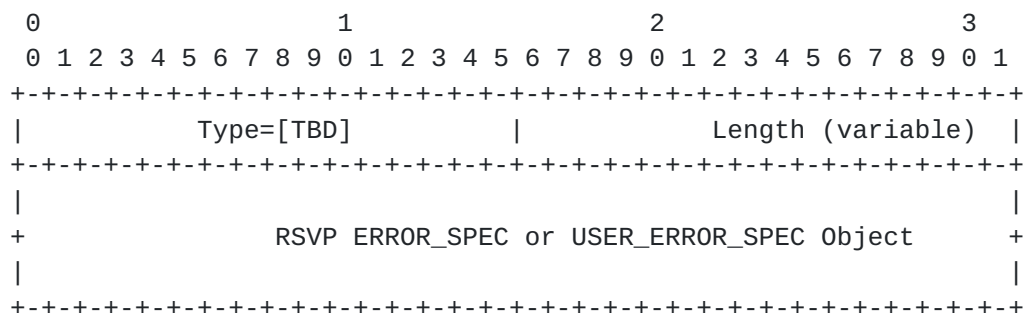 0                   1                   2                   3
 0 1 2 3 4 5 6 7 8 9 0 1 2 3 4 5 6 7 8 9 0 1 2 3 4 5 6 7 8 9 0 1
+-+-+-+-+-+-+-+-+-+-+-+-+-+-+-+-+-+-+-+-+-+-+-+-+-+-+-+-+-+-+-+-+
|           Type=[TBD]          |            Length (variable)  |
+-+-+-+-+-+-+-+-+-+-+-+-+-+-+-+-+-+-+-+-+-+-+-+-+-+-+-+-+-+-+-+-+
|                                                               |
+                RSVP ERROR_SPEC or USER_ERROR_SPEC Object      +
|                                                               |
+-+-+-+-+-+-+-+-+-+-+-+-+-+-+-+-+-+-+-+-+-+-+-+-+-+-+-+-+-+-+-+-+